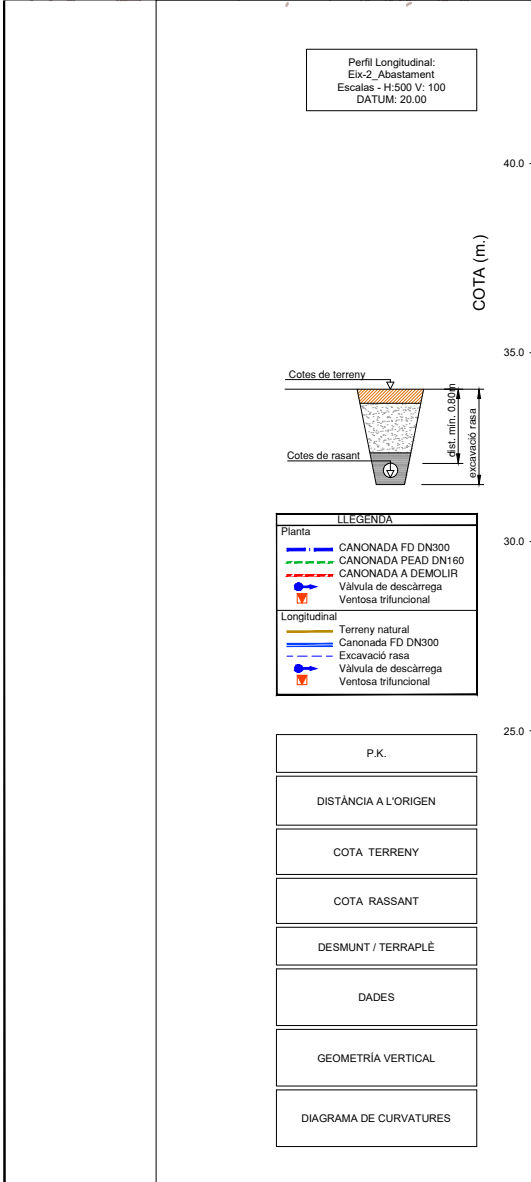 Perfil Longitudinal:
Eix-2_Abastament
Escalas - H:500 V: 100
DATUM: 20.00
40.0
COTA (m.)
35.0
Cotes de terreny
Cotes de rasant
dist. mín. 0.80m
excavació rasa
30.0
LLEGENDA
Planta
CANONADA FD DN300
CANONADA PEAD DN160
CANONADA A DEMOLIR
Vàlvula de descàrrega
Ventosa trifuncional
Longitudinal
Terreny natural
Canonada FD DN300
Excavació rasa
Vàlvula de descàrrega
Ventosa trifuncional
25.0
P.K.
DISTÀNCIA A L'ORIGEN
COTA TERRENY
COTA RASSANT
DESMUNT / TERRAPLÈ
DADES
GEOMETRÍA VERTICAL
DIAGRAMA DE CURVATURES